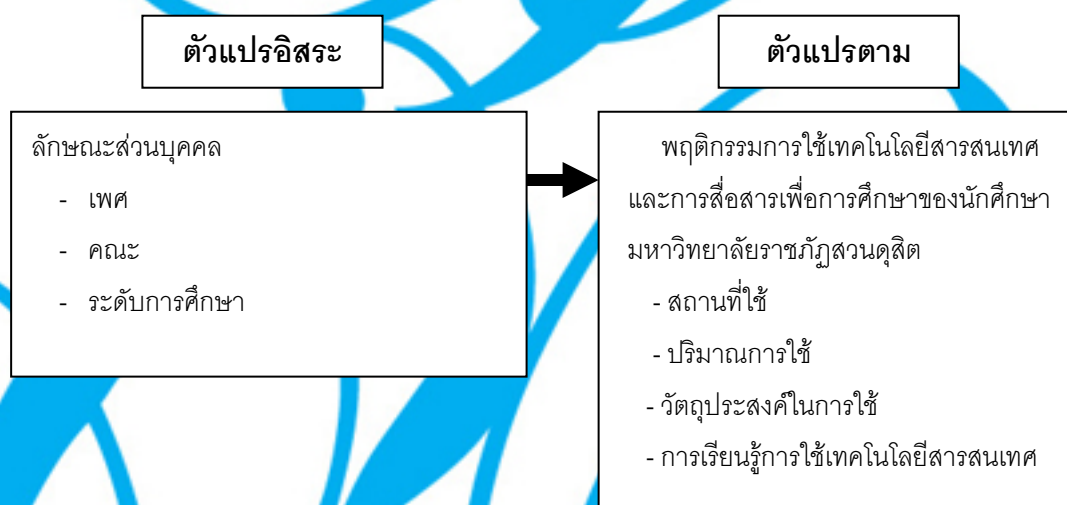 ตัวแปรอิสระ
ตัวแปรตาม
ลักษณะส่วนบุคคล
- เพศ
- คณะ
- ระดับการศึกษา
พฤติกรรมการใช้เทคโนโลยีสารสนเทศ
และการสื่อสารเพื่อการศึกษาของนักศึกษา
มหาวิทยาลัยราชภัฏสวนดุสิต
- สถานที่ใช้
- ปริมาณการใช้
- วัตถุประสงค์ในการใช้
- การเรียนรู้การใช้เทคโนโลยีสารสนเทศ